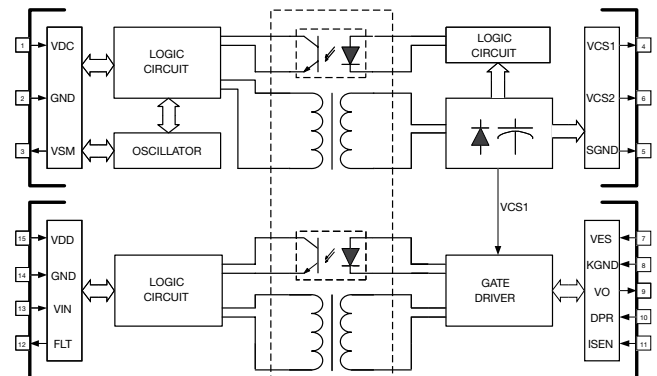 1
VDC
2
GND
3
VSM
LOGIC
CIRCUIT
OSCILLATOR
LOGIC
CIRCUIT
VCS1
4
VCS2
6
SGND
5
VCS1
15
VDD
14
GND
13
VIN
12
FLT
LOGIC
CIRCUIT
GATE
DRIVER
VES
7
KGND
8
VO
9
DPR
10
ISEN
11